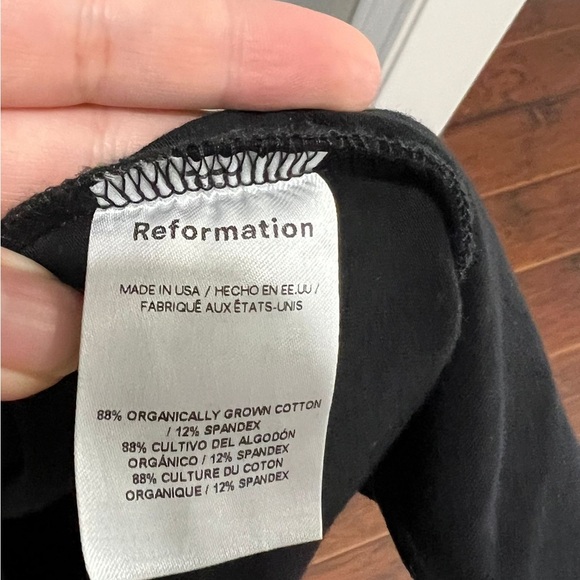 Reformation
MADE IN USA / HECHO EN EE.UU /
FABRIQUÉ AUX ÉTATS-UNIS
88% ORGANICALLY GROWN COTTON
/ 12% SPANDEX
88% CULTIVO DEL ALGODÓN
ORGÁNICO / 12% SPANDEX
88% CULTURE DU COTON
ORGANIQUE / 12% SPANDEX